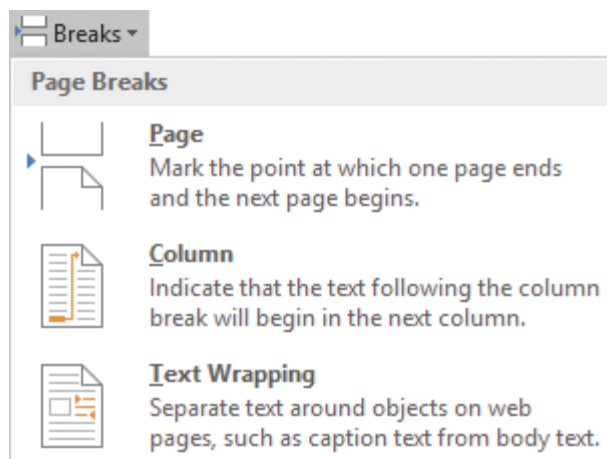 Breaks
Page Breaks
Page
Mark the point at which one page ends
and the next page begins.
Column
Indicate that the text following the column
break will begin in the next column.
Text Wrapping
Separate text around objects on web
pages, such as caption text from body text.